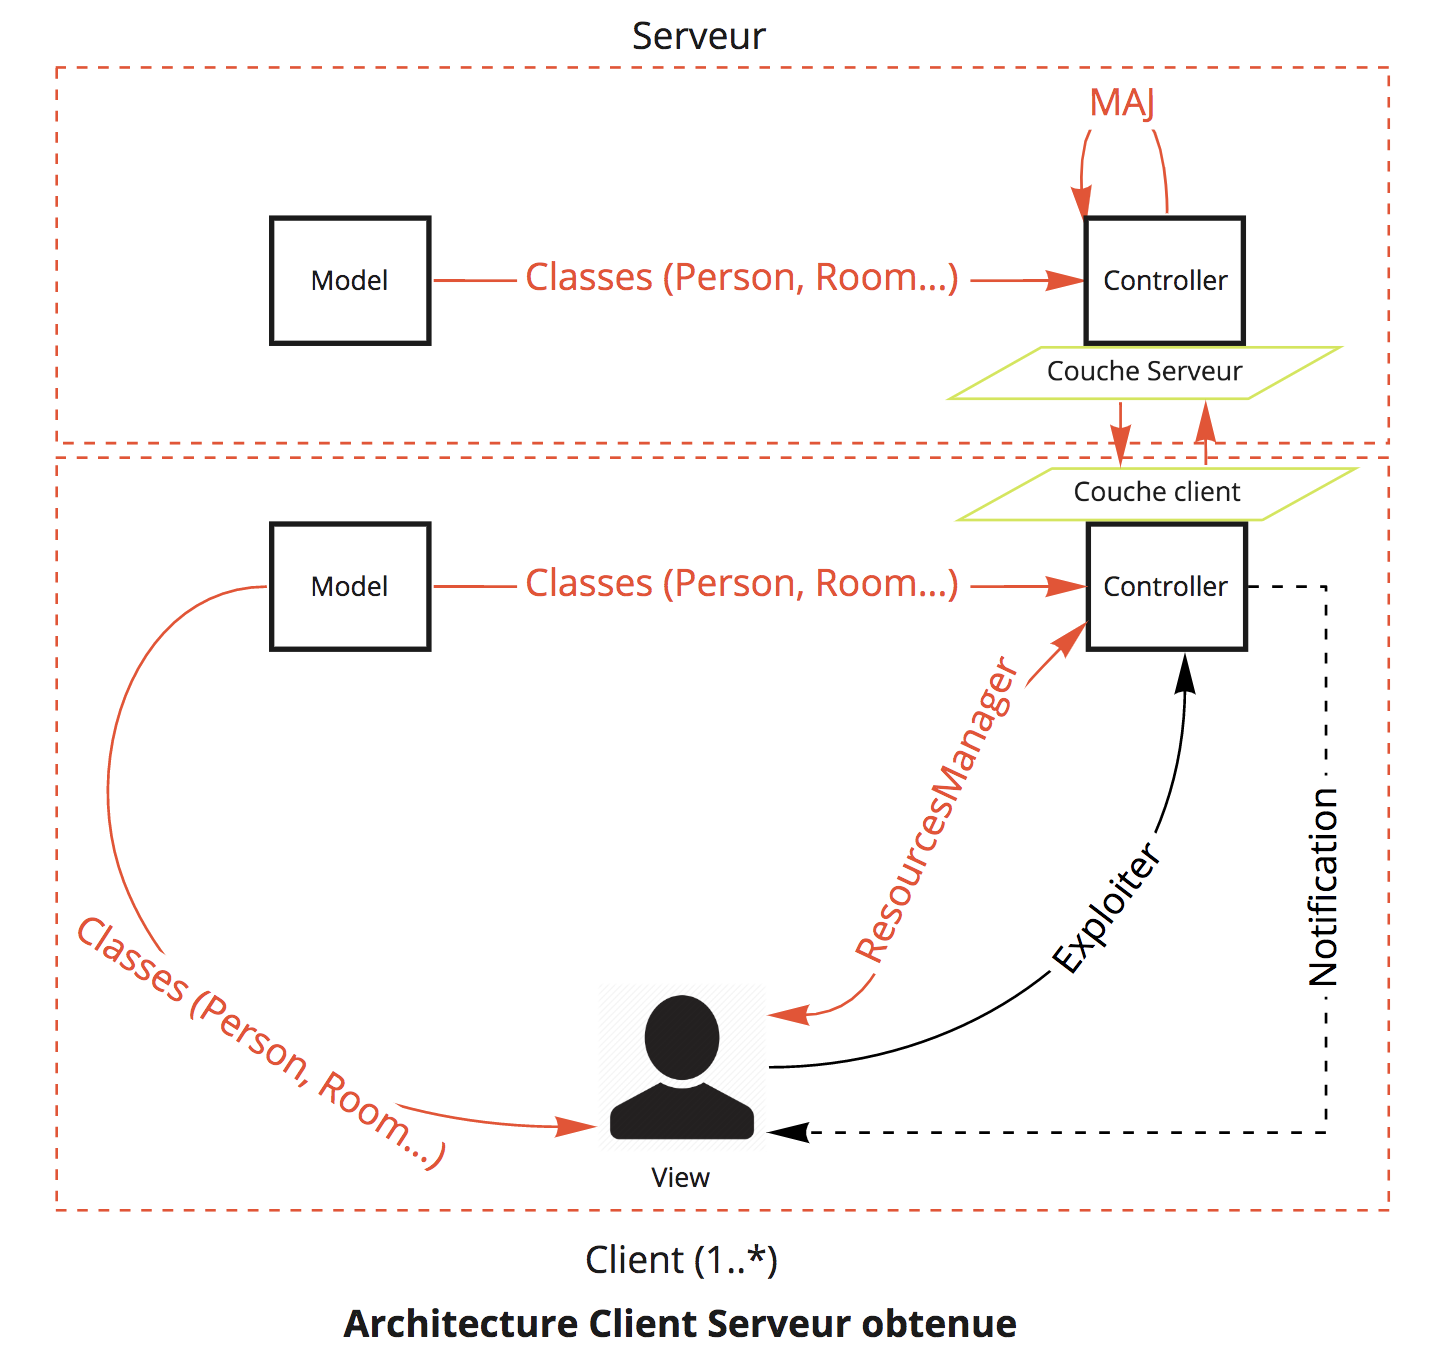 Serveur
MAJ
Model
Classes (Person, Room...)
Controller
Couche Serveur
Couche client
Model
Classes (Person, Room...)
Controller
ResourcesManager
Exploiter
Notification
Classes (Person, Room...)
View
Client (1..*)
Architecture Client Serveur obtenue